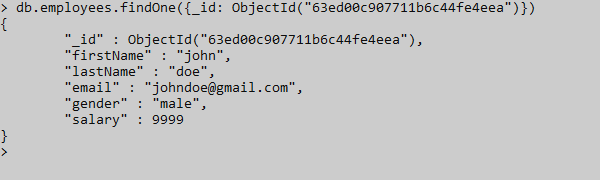 > db.employees.findOne({_id: ObjectId("63ed00c907711b6c44fe4eea")})
{
"_id" : ObjectId("63ed00c907711b6c44fe4eea"),
"firstName" : "john",
"lastName" : "doe",
"email" : "johndoe@gmail.com",
"gender" : "male",
"salary" : 9999
}
>